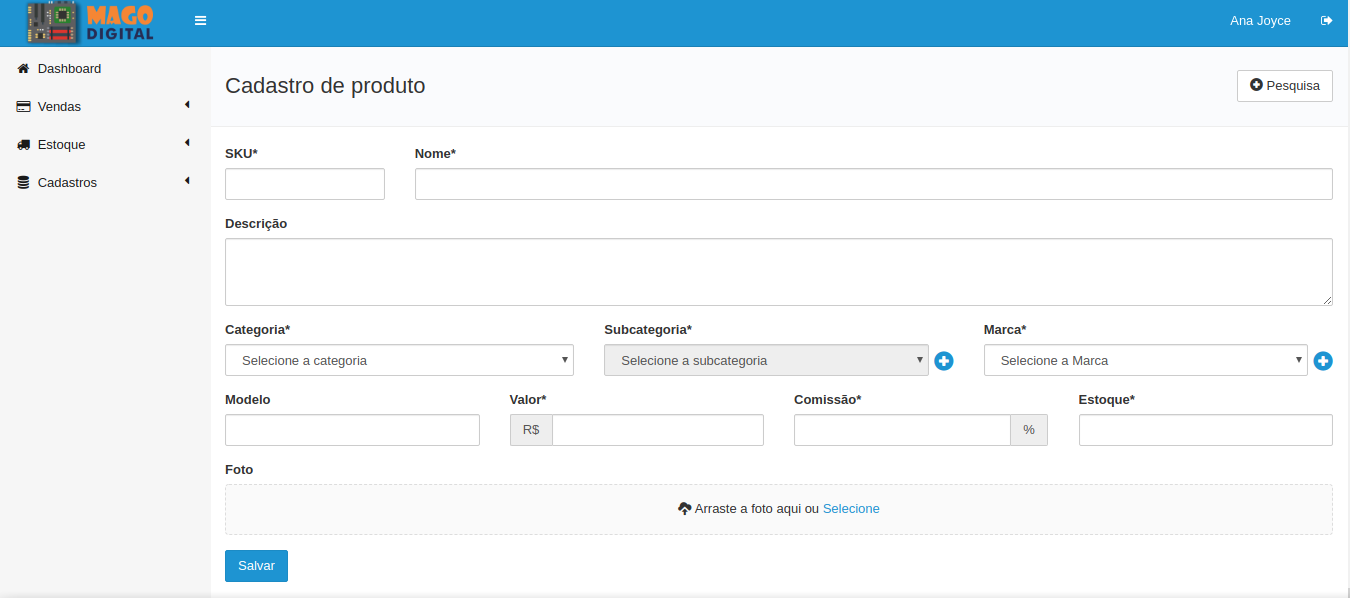 MAGO
DIGITAL
Ana Joyce
Dashboard
Vendas
Estoque
Cadastros
Cadastro de produto
Pesquisa
SKU* Nome*
Descrição
Categoria* Subcategoria* Marca*
Selecione a categoria Selecione a subcategoria Selecione a Marca
Modelo Valor* Comissão* Estoque*
R$ %
Foto
Arraste a foto aqui ou Selecione
Salvar